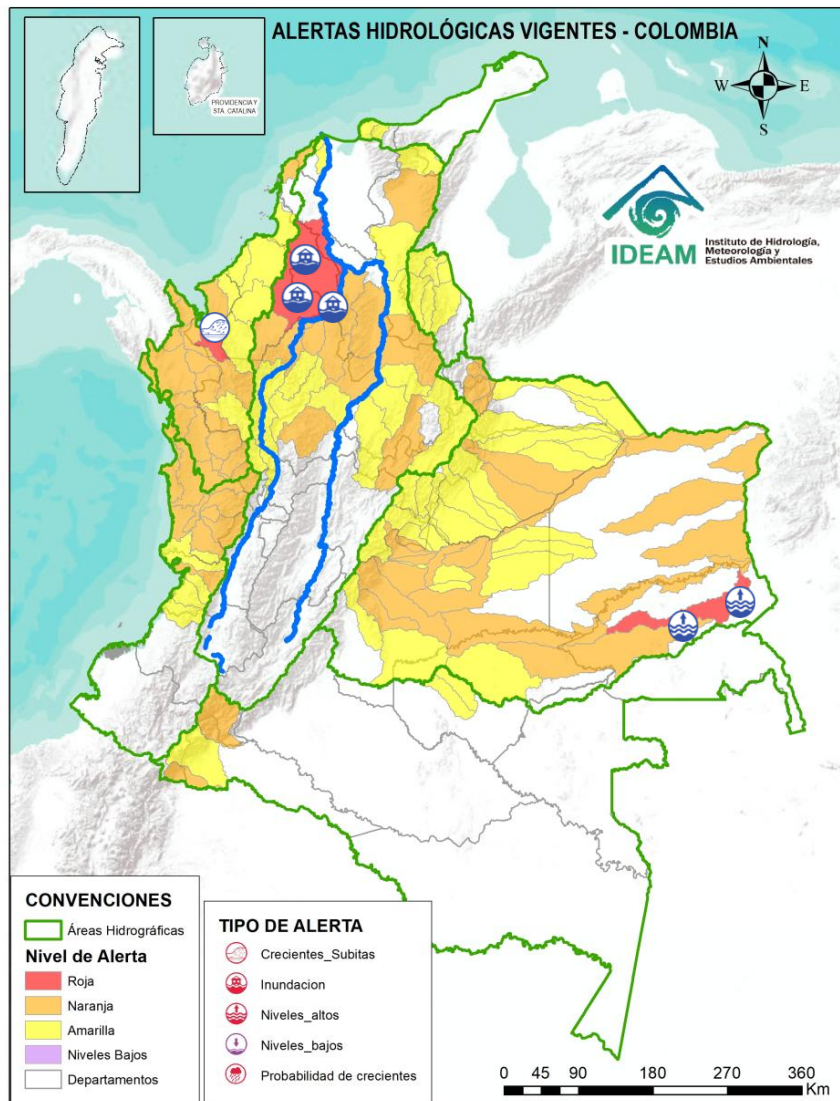 ALERTAS HIDROLÓGICAS VIGENTES - COLOMBIA
PROVIDENCIA Y
STA. CATALINA
N
W
E
S
IDEAM
Instituto de Hidrología,
Meteorología y
Estudios Ambientales
CONVENCIONES
Áreas Hidrográficas
Nivel de Alerta
Roja
Naranja
Amarilla
Niveles Bajos
Departamentos
TIPO DE ALERTA
Crecientes_Subitas
Inundacion
Niveles_altos
Niveles_bajos
Probabilidad de crecientes
0 45 90 180 270 360
Km